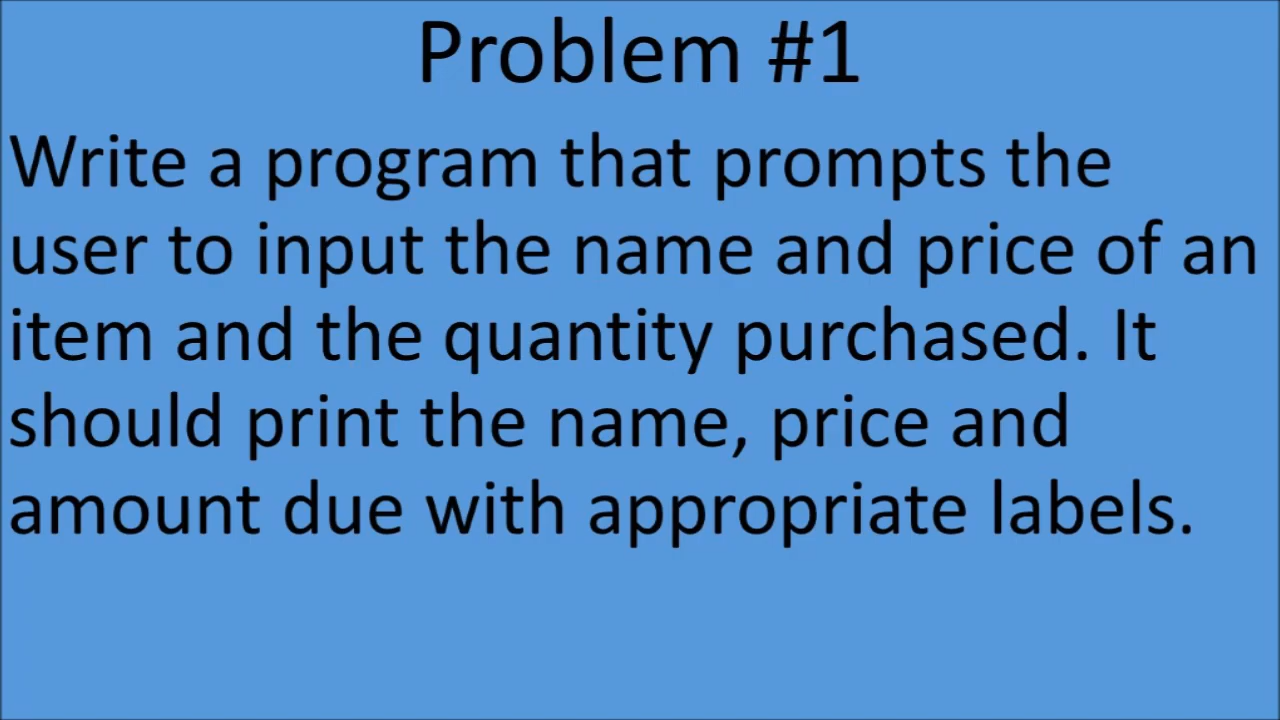 Problem #1
Write a program that prompts the
user to input the name and price of an
item and the quantity purchased. It
should print the name, price and
amount due with appropriate labels.